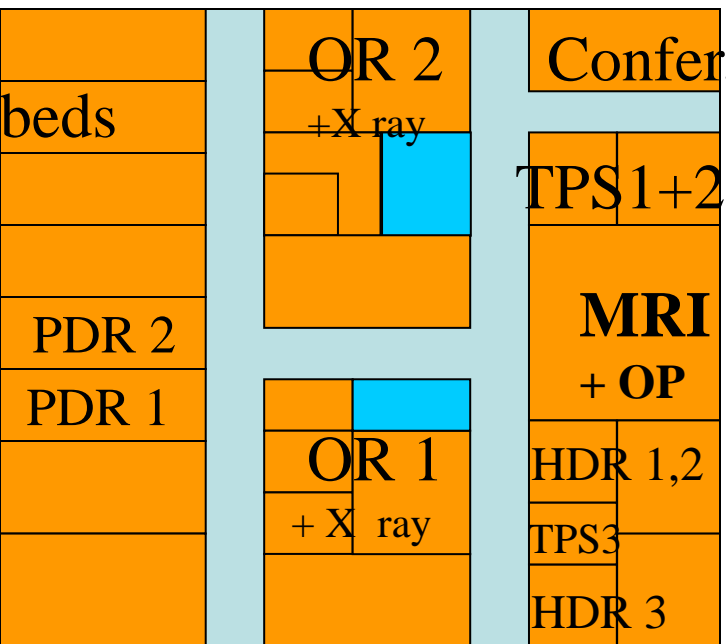 beds
PDR 2
PDR 1
OR 2
+X ray
OR 1
+ X ray
Confer
TPS1+2
MRI
+ OP
HDR 1,2
TPS3
HDR 3